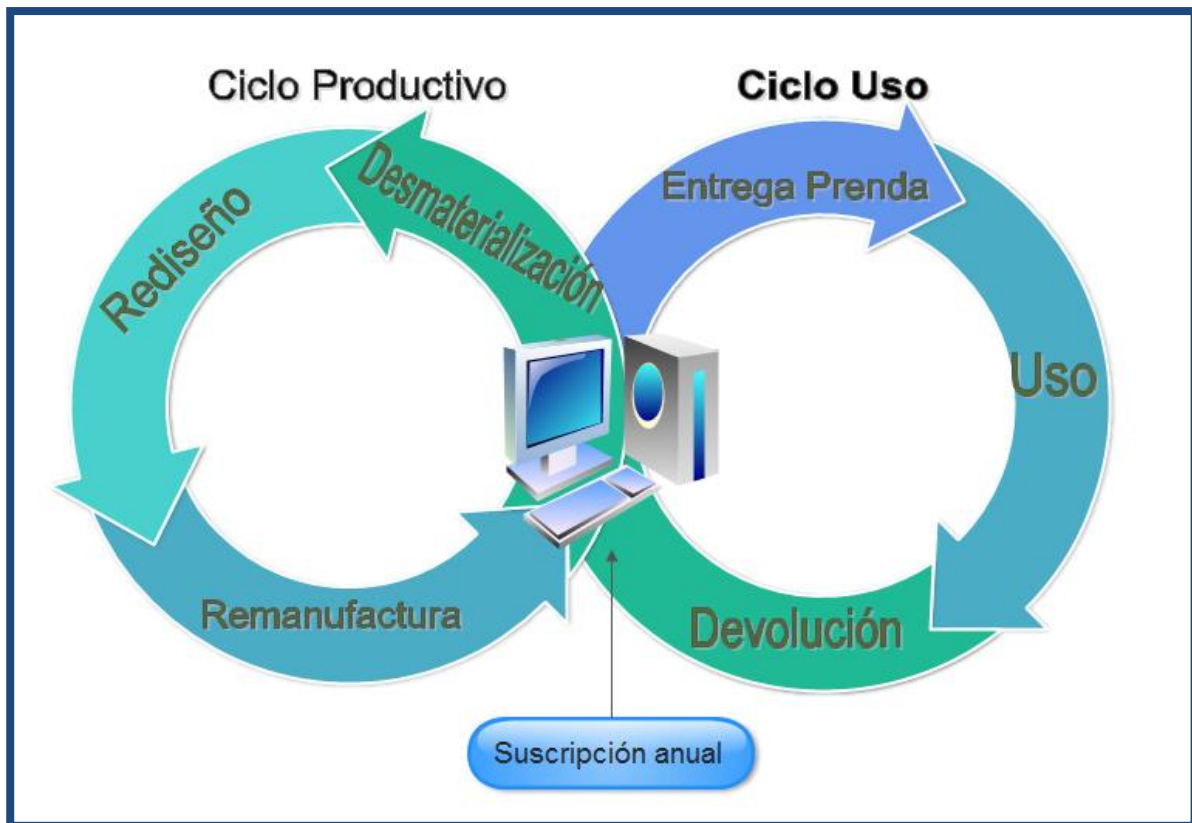 Ciclo Productivo
Ciclo Uso
Desmaterialización
Rediseño
Remanufactura
Entrega Prenda
Uso
Devolución
Suscripción anual